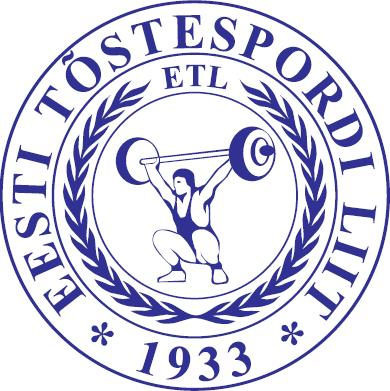 EESTI TÕSTESPORDI LIIT
ETL
* 1933 *